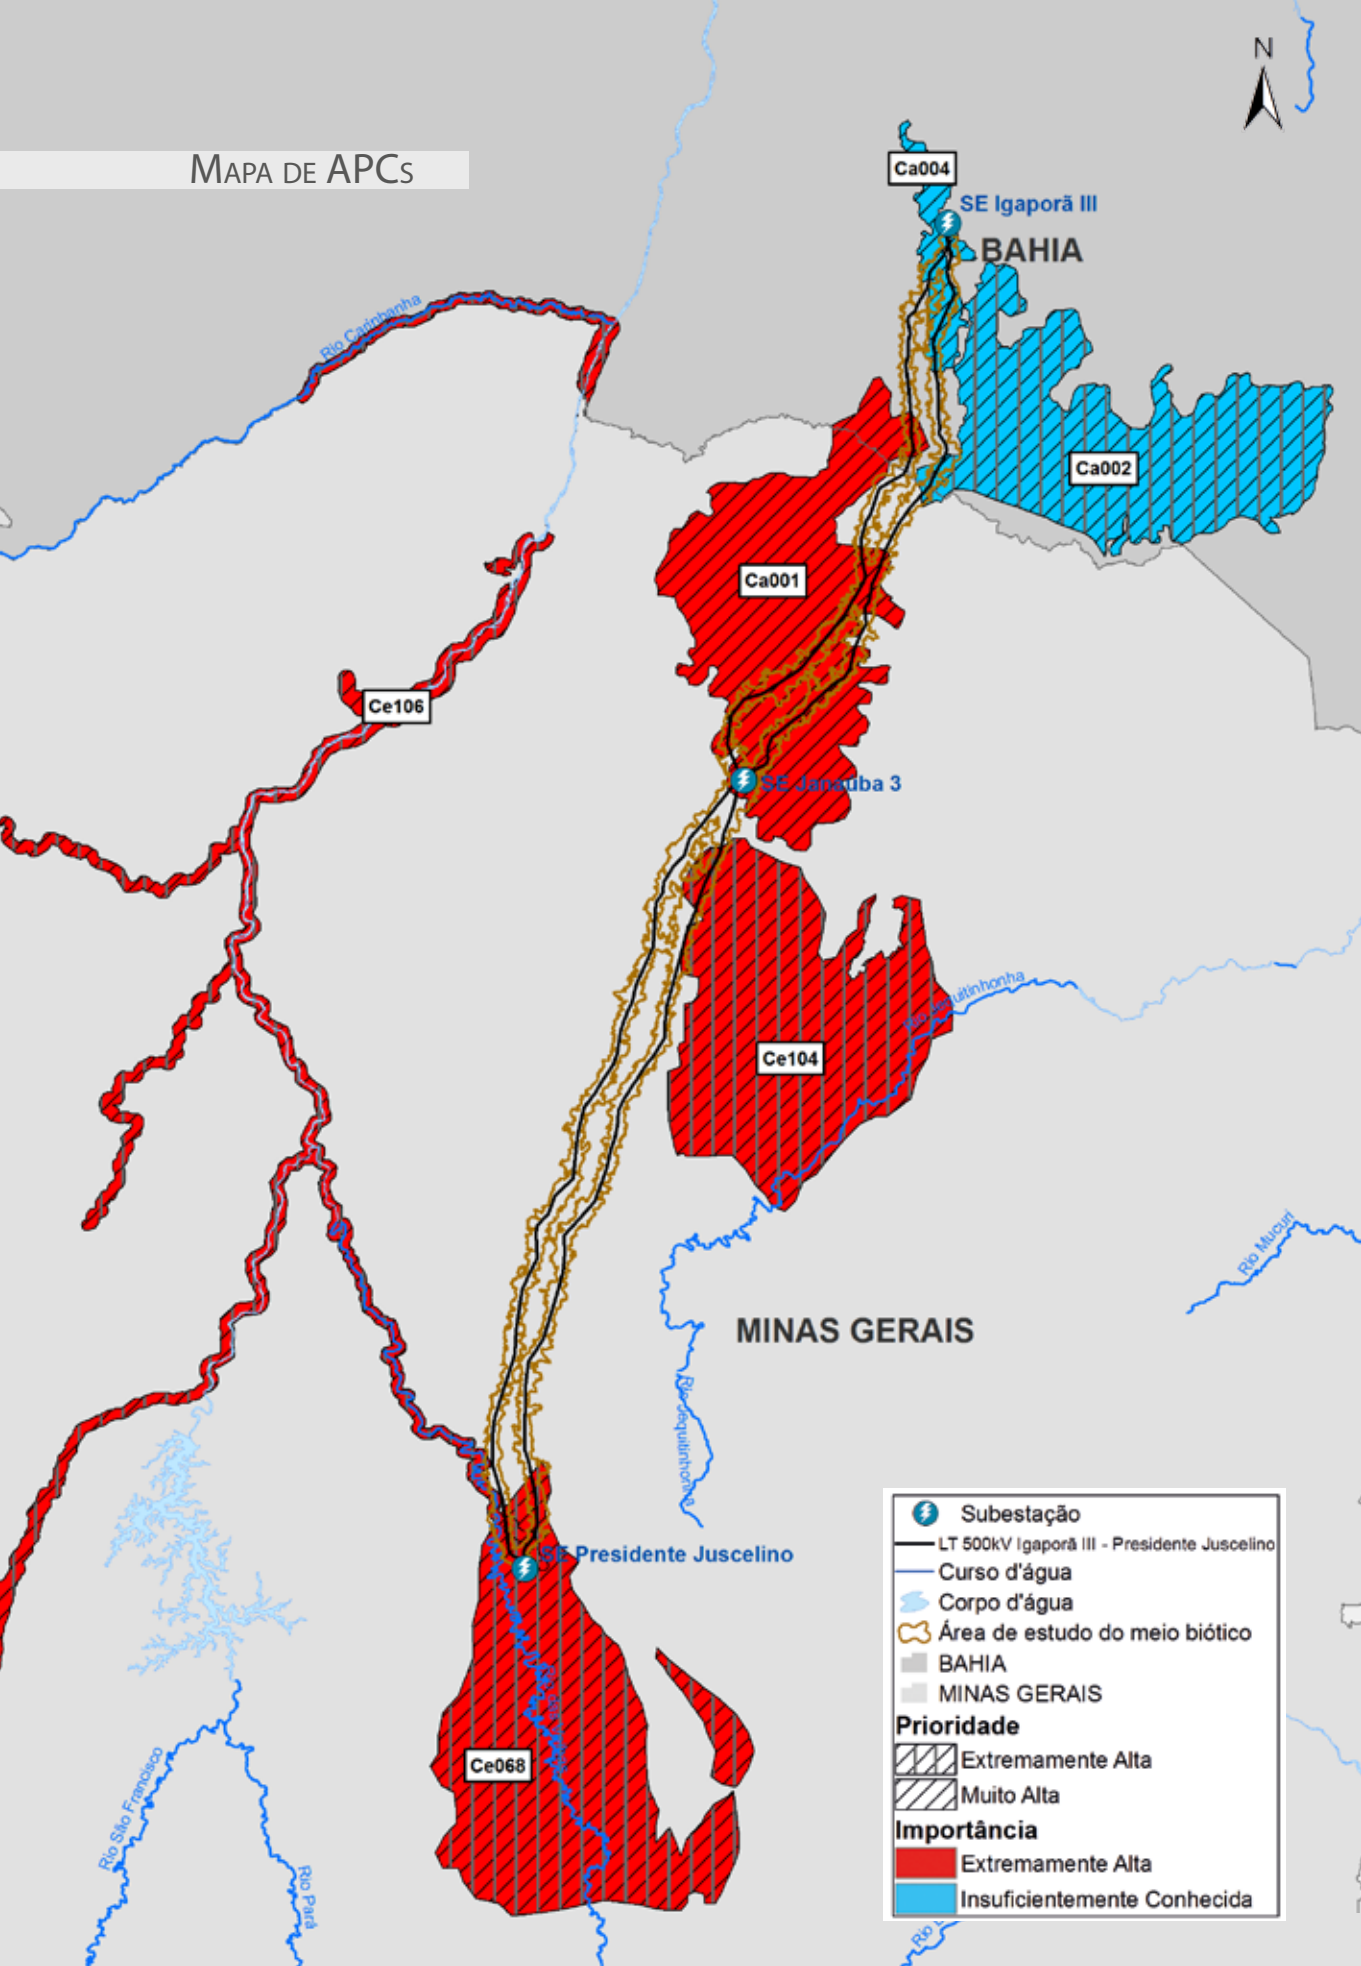 N
MAPA DE APCS
Ca004
SE Igaporã III
BAHIA
Rio Carinhanha
Ca002
Ca001
Ce106
SE Janaúba 3
Rio Jequitinhonha
Ce104
Rio Mucuri
MINAS GERAIS
Rio Jequitinhonha
SE Presidente Juscelino
Ce068
Rio São Francisco
Rio Pará
Subestação
LT 500kV Igaporã III - Presidente Juscelino
Curso d'água
Corpo d'água
Área de estudo do meio biótico
BAHIA
MINAS GERAIS
Prioridade
Extremamente Alta
Muito Alta
Importância
Extremamente Alta
Insuficientemente Conhecida
Rio